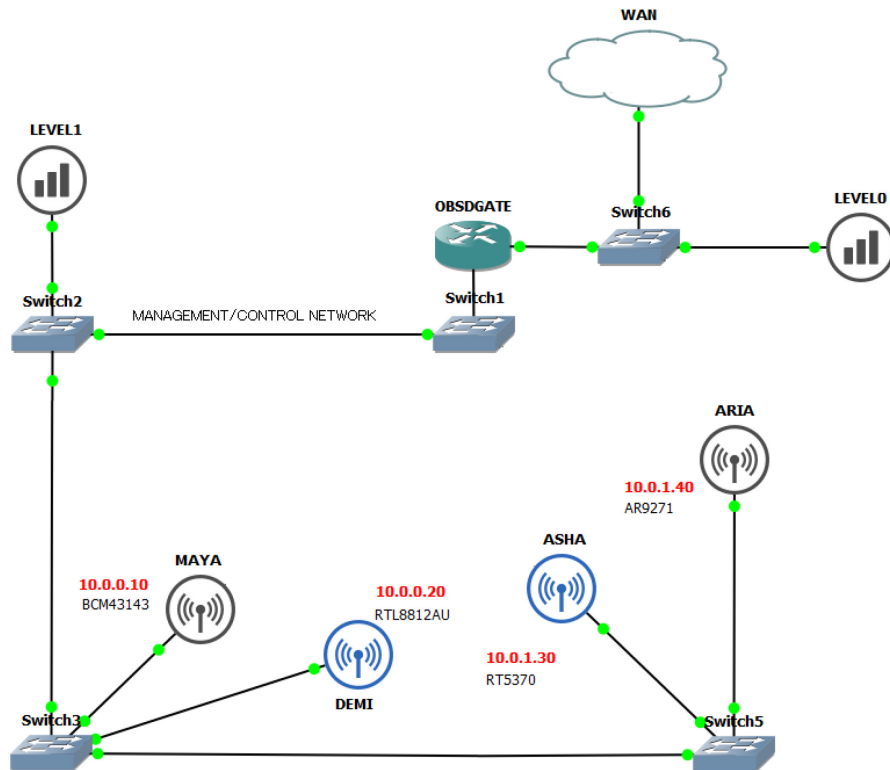 WAN
LEVEL1
OBSDGATE
Switch6
LEVEL0
Switch2
Switch1
MANAGEMENT/CONTROL NETWORK
ARIA
10.0.1.40
AR9271
MAYA
ASHA
10.0.0.10
BCM43143
10.0.0.20
RTL8812AU
10.0.1.30
RT5370
DEMI
Switch3
Switch5